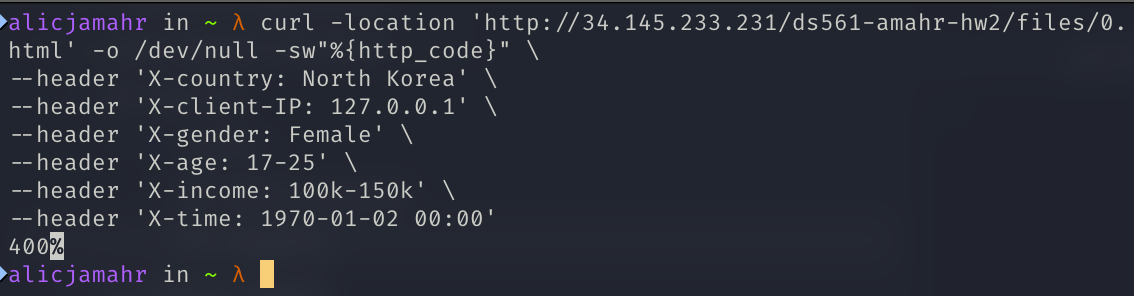 alicjamahr in ~ λ curl -location 'http://34.145.233.231/ds561-amahr-hw2/files/0.
html' -o /dev/null -sw"%{http_code}" \
--header 'X-country: North Korea' \
--header 'X-client-IP: 127.0.0.1' \
--header 'X-gender: Female' \
--header 'X-age: 17-25' \
--header 'X-income: 100k-150k' \
--header 'X-time: 1970-01-02 00:00'
400%
alicjamahr in ~ λ